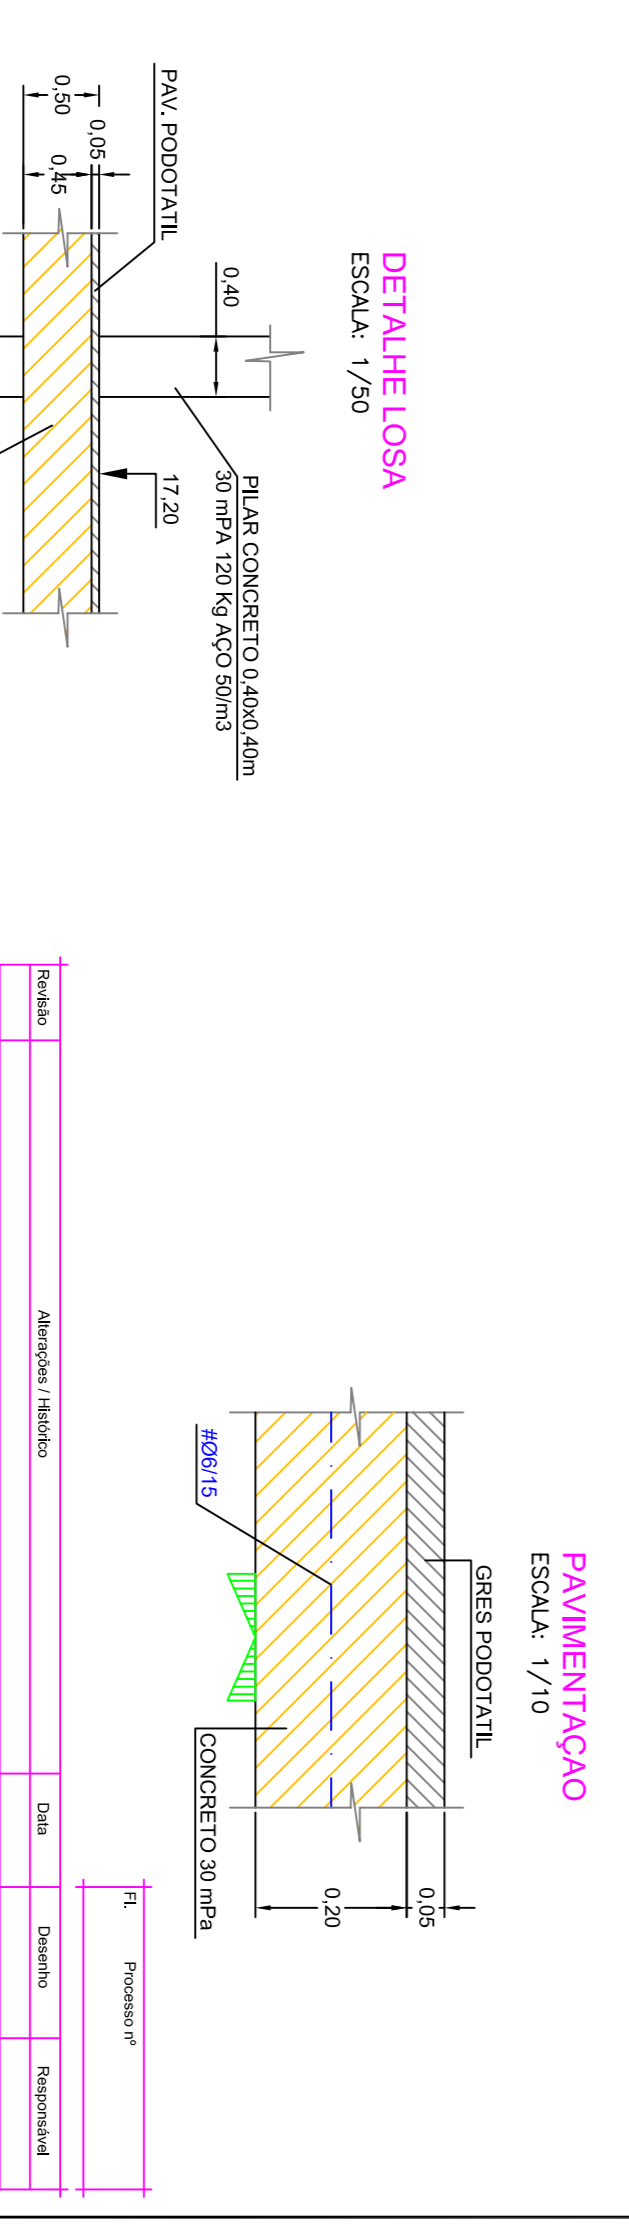 DETALHE LOSA
ESCALA: 1/50
0,40
PILAR CONCRETO 0,40x0,40m
30 mPA 120 Kg AÇO 50/m3
PAV. PODOTATIL
17,20
0,05
0,50
0,45
PAVIMENTAÇAO
ESCALA: 1/10
GRES PODOTATIL
0,05
0,20
#Ø6/15
CONCRETO 30 mPa
Fl. Processo nº
Revisão Alterações / Histórico Data Desenho Responsável